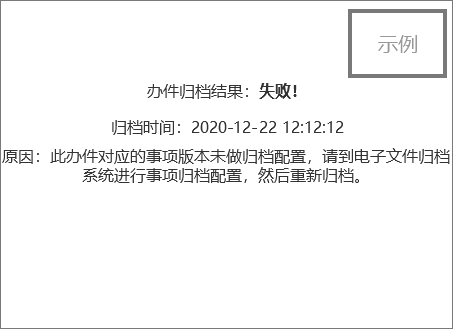 示例
办件归档结果：失败！
归档时间：2020-12-22 12:12:12
原因：此办件对应的事项版本未做归档配置，请到电子文件归档
系统进行事项归档配置，然后重新归档。